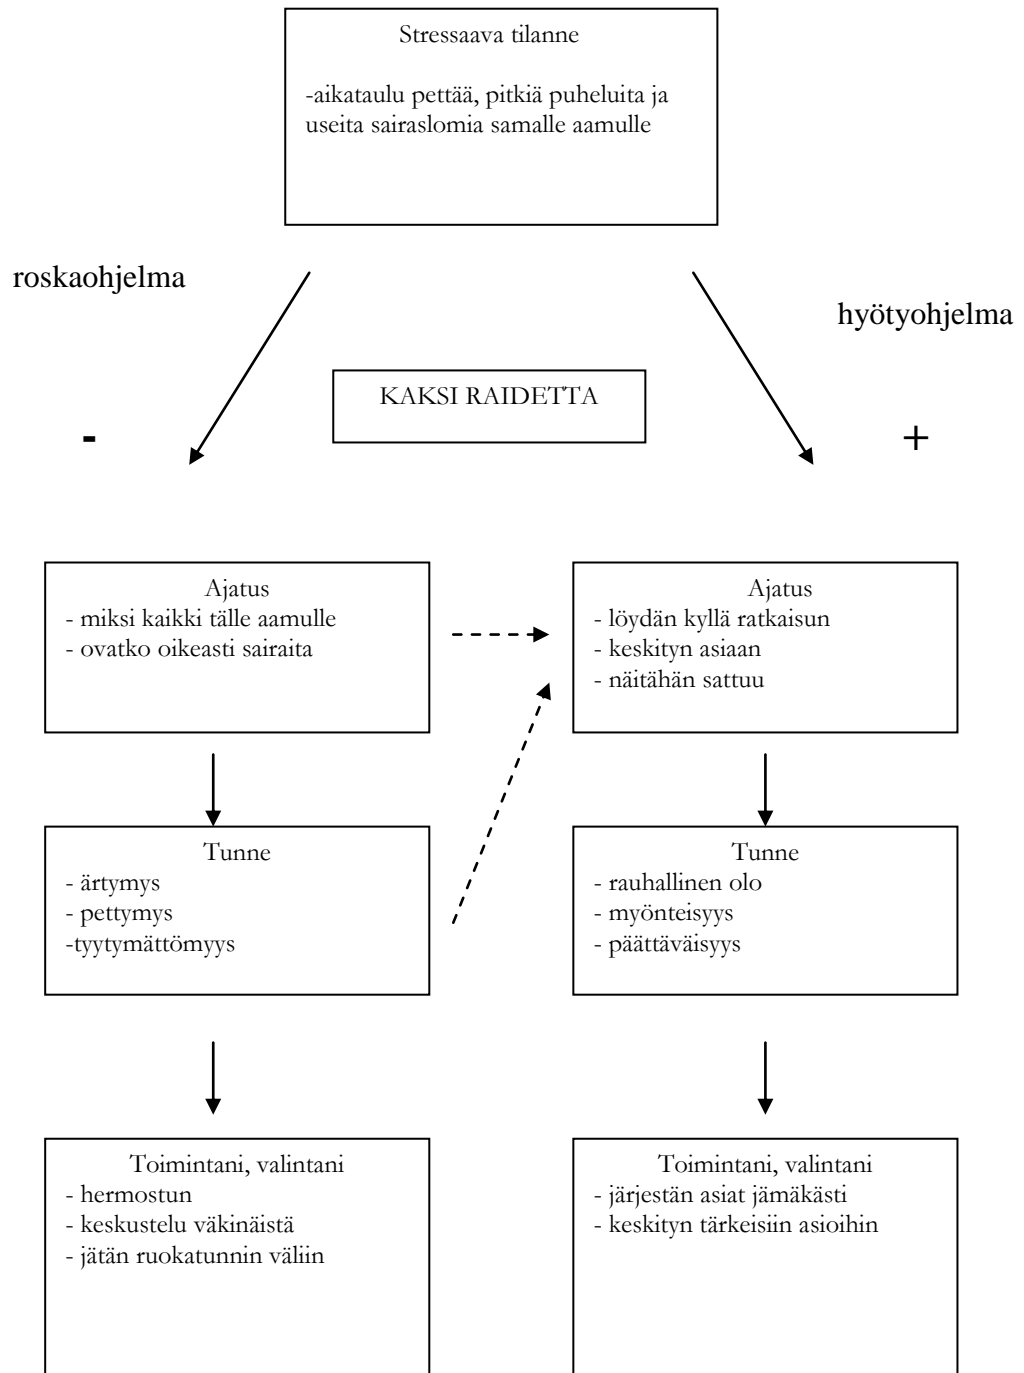 Stressaava tilanne
-aikataulu pettää, pitkiä puheluita ja
useita sairaslomia samalle aamulle
roskaohjelma
hyötyohjelma
KAKSI RAIDETTA
-
+
Ajatus
- miksi kaikki tälle aamulle
- ovatko oikeasti sairaita
Ajatus
- löydän kyllä ratkaisun
- keskityn asiaan
- näitähän sattuu
Tunne
- ärtymys
- pettymys
-tyytymättömyys
Tunne
- rauhallinen olo
- myönteisyys
- päättäväisyys
Toimintani, valintani
- hermostun
- keskustelu väkinäistä
- jätän ruokatunnin väliin
Toimintani, valintani
- järjestän asiat jämäkästi
- keskityn tärkeisiin asioihin